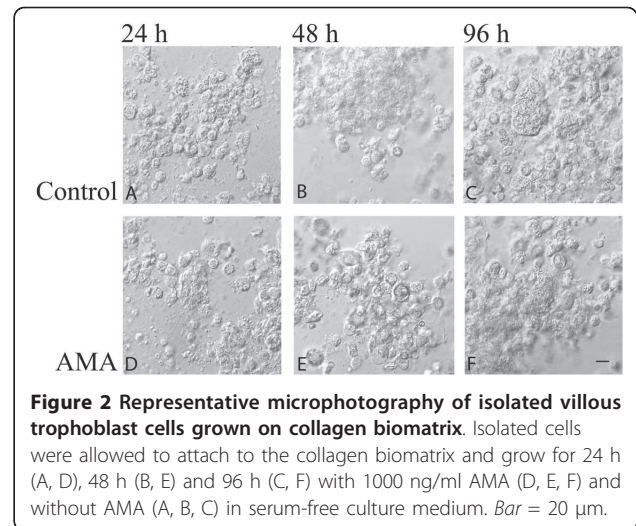 24 h 48 h 96 h
Control A B C
AMA D E F
Figure 2 Representative microphotography of isolated villous
trophoblast cells grown on collagen biomatrix. Isolated cells
were allowed to attach to the collagen biomatrix and grow for 24 h
(A, D), 48 h (B, E) and 96 h (C, F) with 1000 ng/ml AMA (D, E, F) and
without AMA (A, B, C) in serum-free culture medium. Bar = 20 μm.